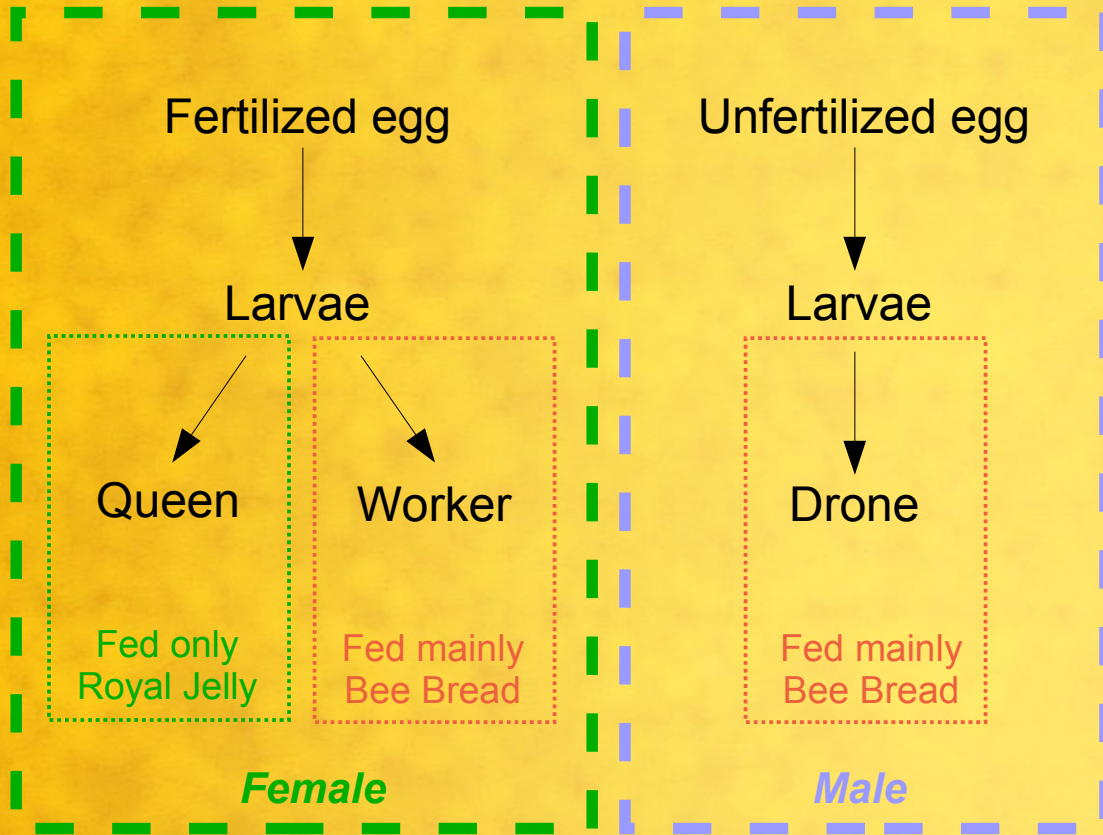 Fertilized egg
Larvae
Queen
Worker
Fed only
Royal Jelly
Fed mainly
Bee Bread
Female
Unfertilized egg
Larvae
Drone
Fed mainly
Bee Bread
Male